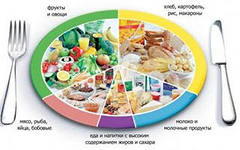 фрукты
и овощи
хлеб, картофель,
рис, макароны
мясо, рыба,
яйца, бобовые
еда и напитки с высоким
содержанием жиров и сахара
молоко и
молочные продукты